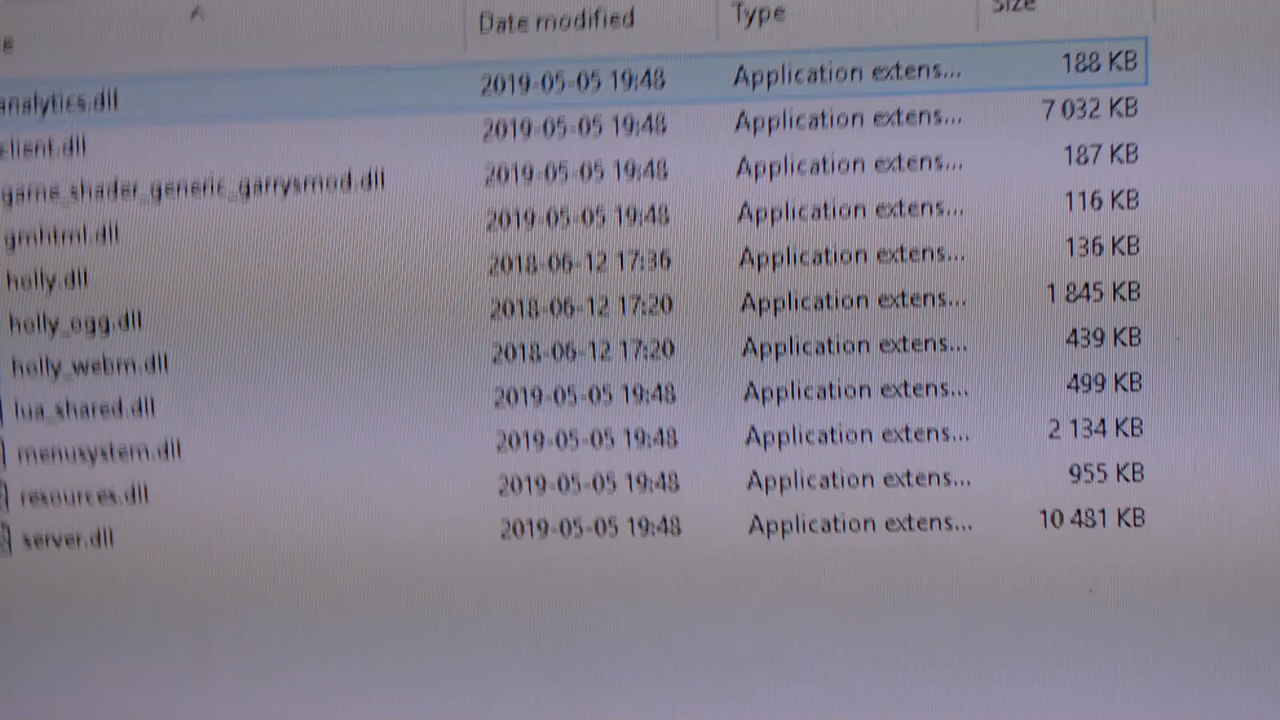 e Date modified Type Size
analytics.dll 2019-05-05 19:48 Application extens... 188 KB
client.dll 2019-05-05 19:48 Application extens... 7 032 KB
game_shader_generic_garrysmod.dll 2019-05-05 19:48 Application extens... 187 KB
gmhtml.dll 2019-05-05 19:48 Application extens... 116 KB
holly.dll 2018-06-12 17:36 Application extens... 136 KB
holly_ogg.dll 2018-06-12 17:20 Application extens... 1 845 KB
holly_webm.dll 2018-06-12 17:20 Application extens... 439 KB
lua_shared.dll 2019-05-05 19:48 Application extens... 499 KB
menusystem.dll 2019-05-05 19:48 Application extens... 2 134 KB
resources.dll 2019-05-05 19:48 Application extens... 955 KB
server.dll 2019-05-05 19:48 Application extens... 10 481 KB